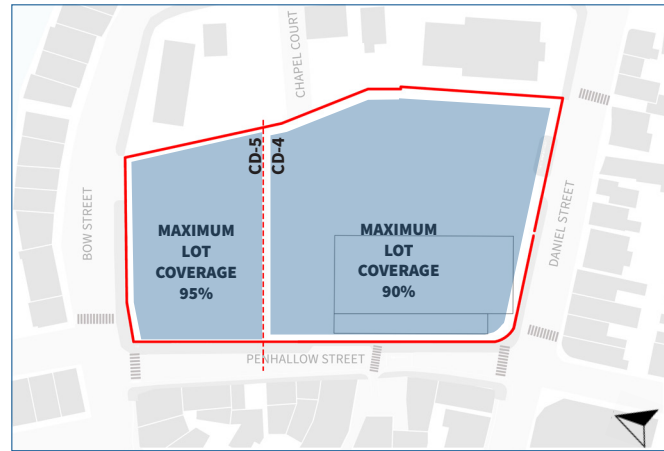 CHAPEL COURT
CD-5
CD-4
BOW STREET
MAXIMUM
LOT
COVERAGE
95%
MAXIMUM
LOT
COVERAGE
90%
DANIEL STREET
PENHALLOW STREET